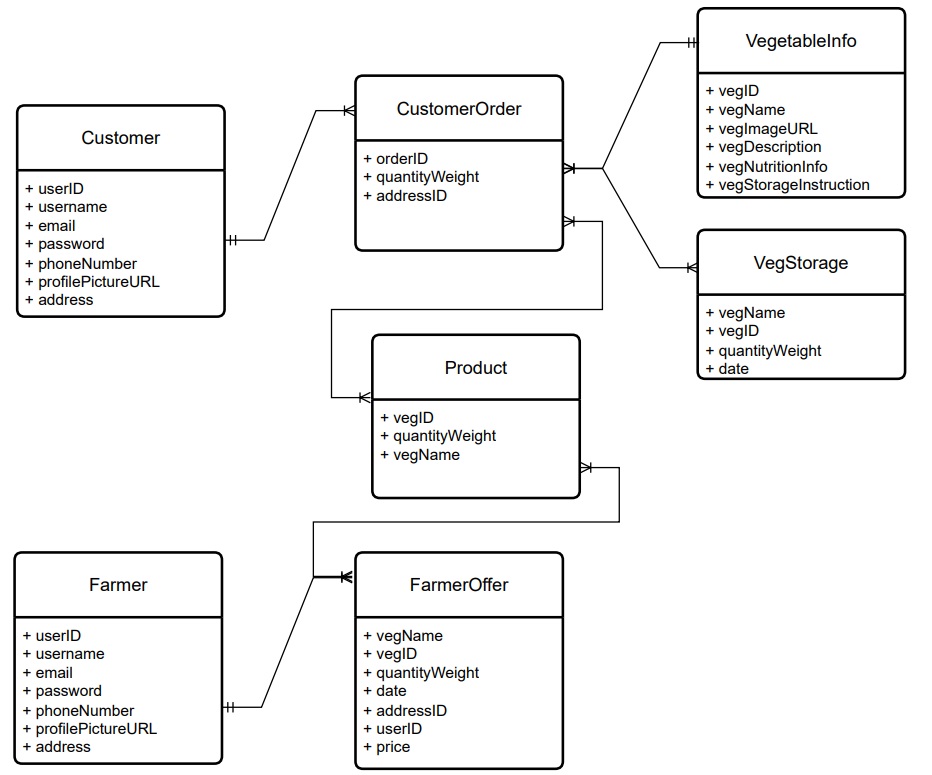 Customer
+ userID
+ username
+ email
+ password
+ phoneNumber
+ profilePictureURL
+ address
CustomerOrder
+ orderID
+ quantityWeight
+ addressID
VegetableInfo
+ vegID
+ vegName
+ vegImageURL
+ vegDescription
+ vegNutritionInfo
+ vegStorageInstruction
VegStorage
+ vegName
+ vegID
+ quantityWeight
+ date
Product
+ vegID
+ quantityWeight
+ vegName
Farmer
+ userID
+ username
+ email
+ password
+ phoneNumber
+ profilePictureURL
+ address
FarmerOffer
+ vegName
+ vegID
+ quantityWeight
+ date
+ addressID
+ userID
+ price